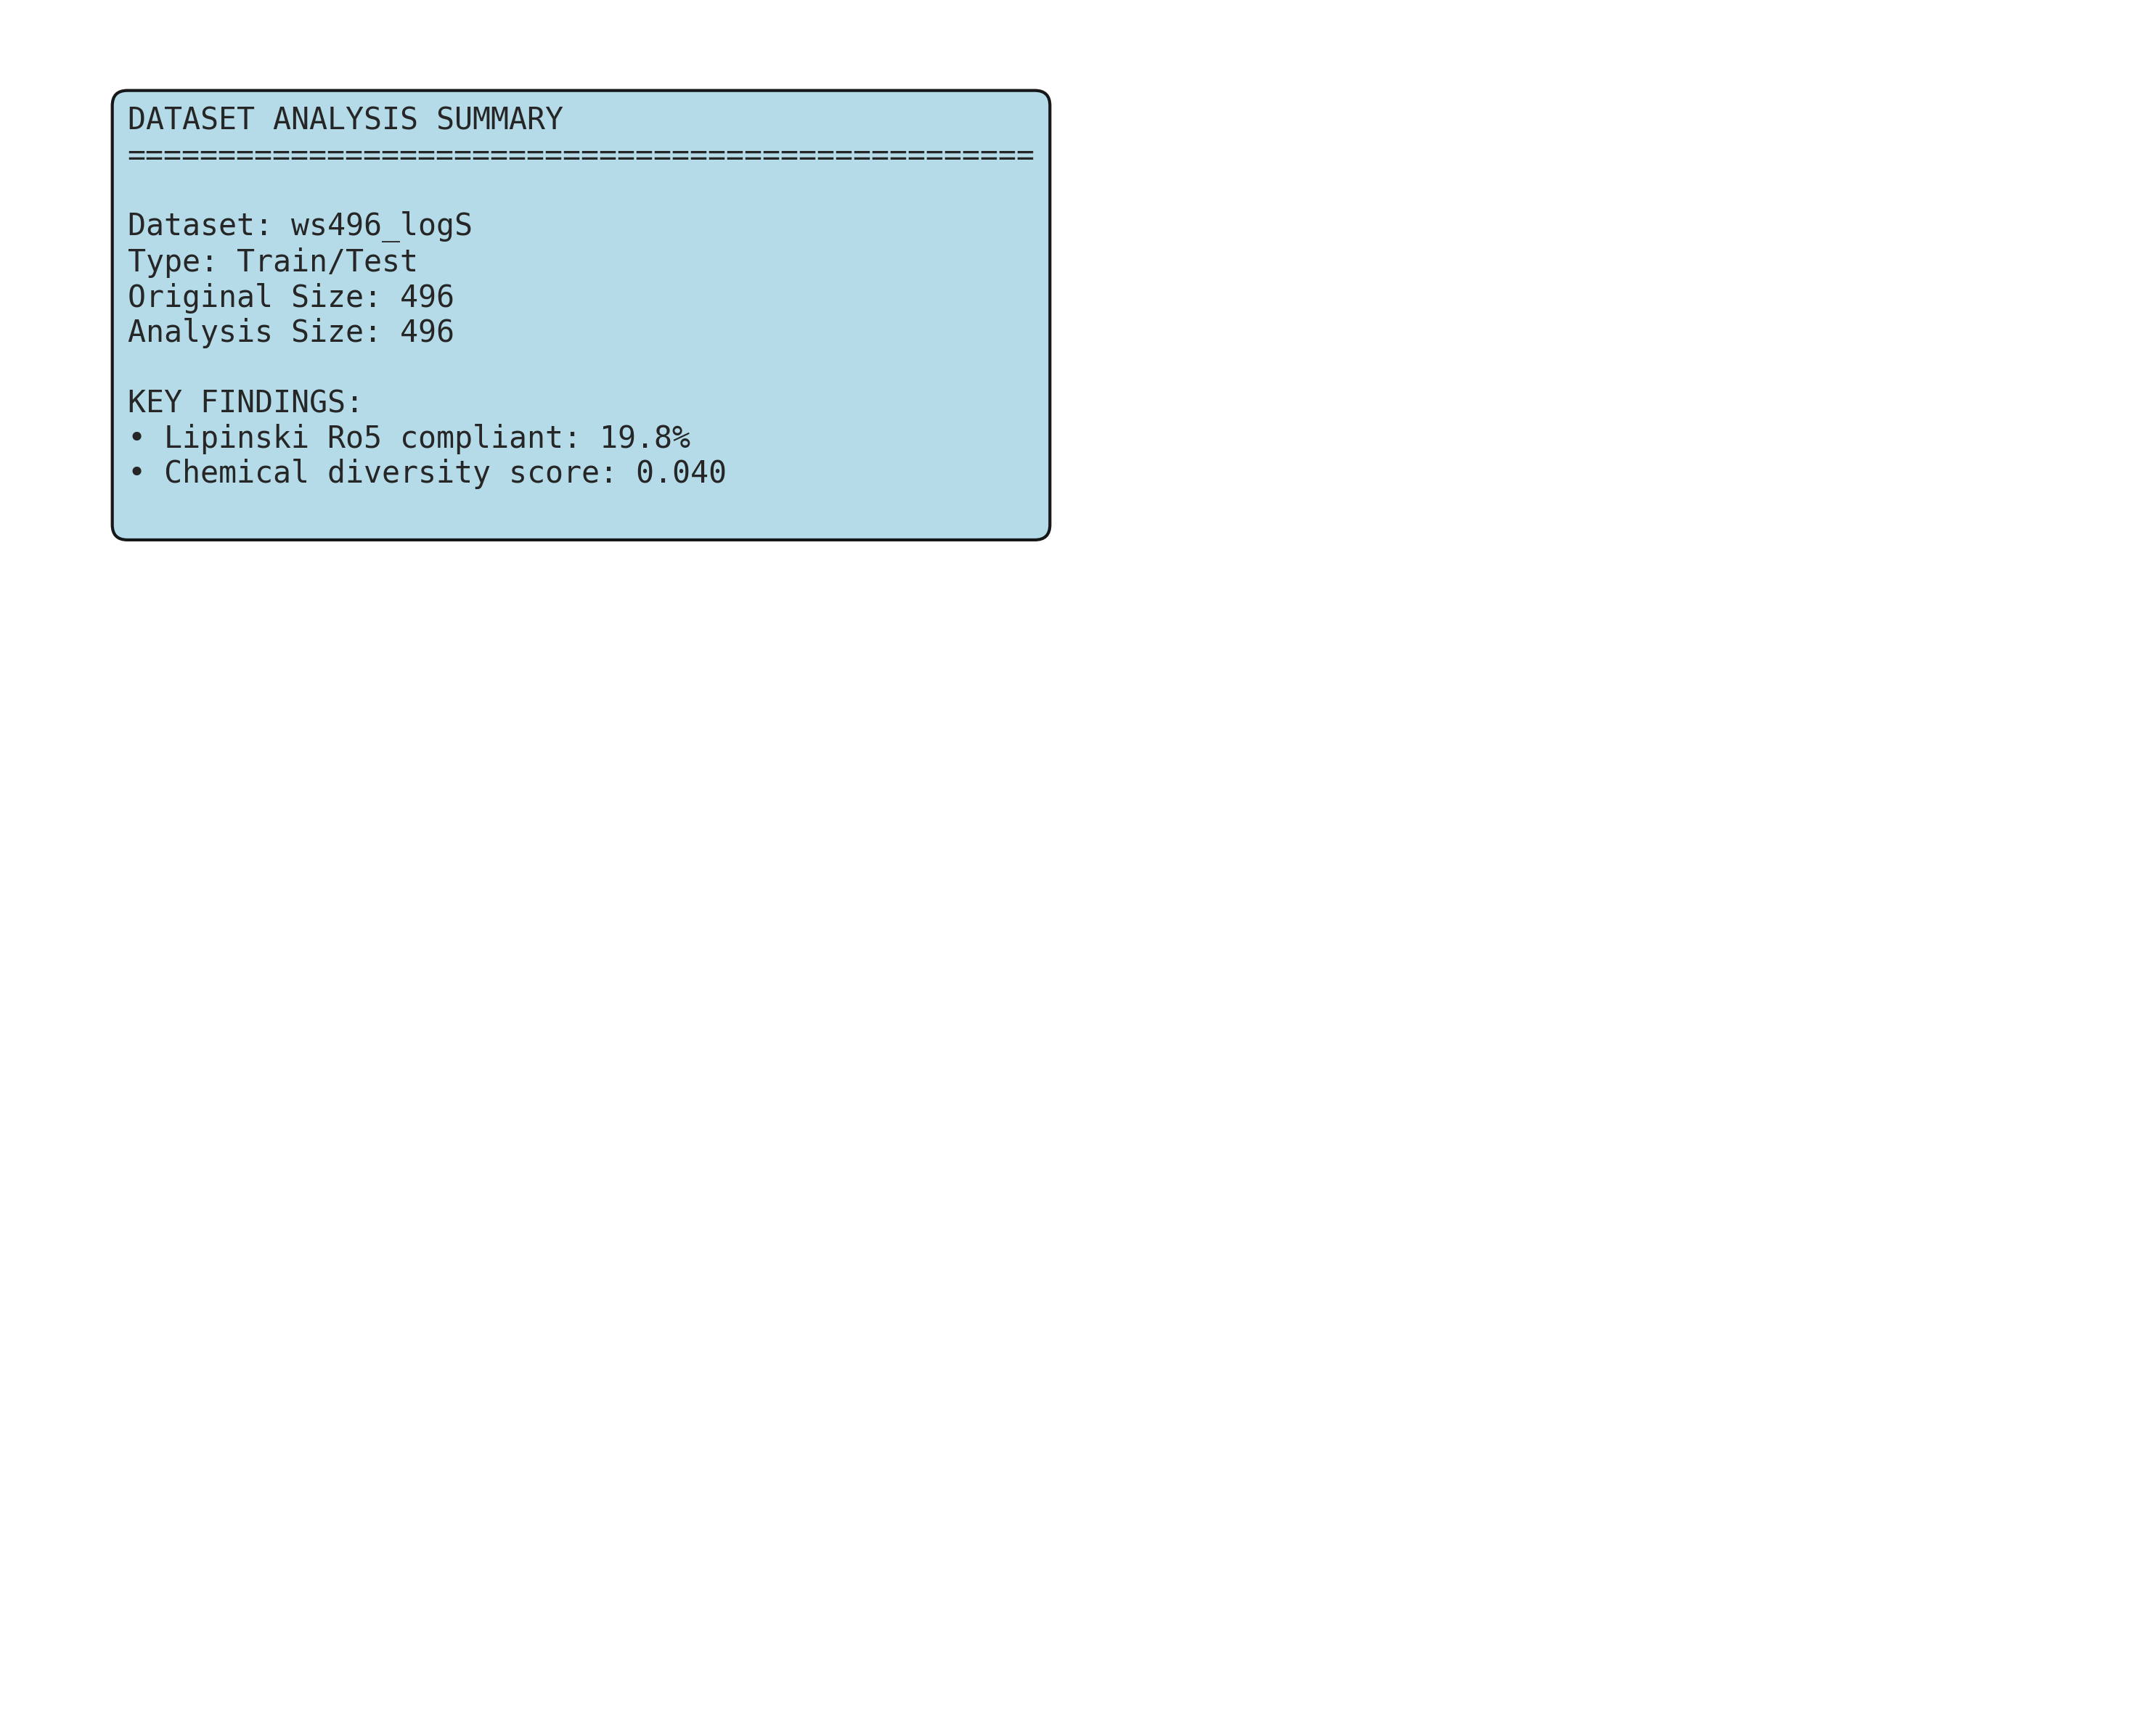 DATASET ANALYSIS SUMMARY
==================================================
Dataset: ws496_logS
Type: Train/Test
Original Size: 496
Analysis Size: 496
KEY FINDINGS:
• Lipinski Ro5 compliant: 19.8%
• Chemical diversity score: 0.040